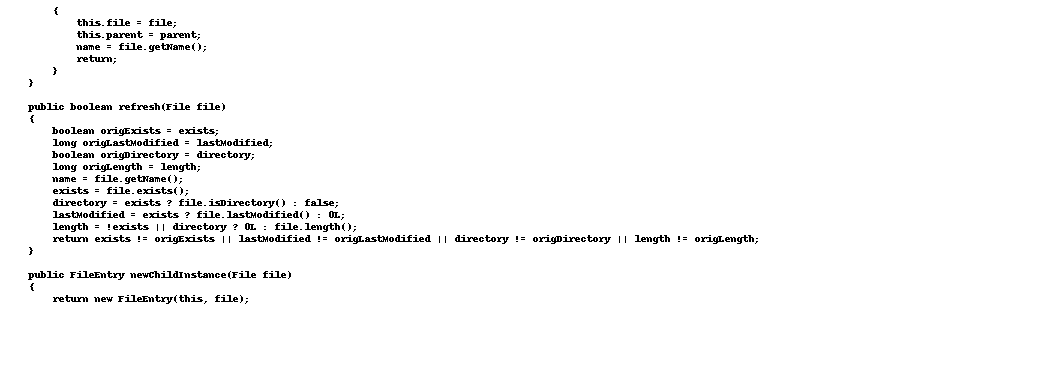 {
this.file = file;
this.parent = parent;
name = file.getName();
return;
}
}
public boolean refresh(File file)
{
boolean origExists = exists;
long origLastModified = lastModified;
boolean origDirectory = directory;
long origLength = length;
name = file.getName();
exists = file.exists();
directory = exists ? file.isDirectory() : false;
lastModified = exists ? file.lastModified() : 0L;
length = !exists || directory ? 0L : file.length();
return exists != origExists || lastModified != origLastModified || directory != origDirectory || length != origLength;
}
public FileEntry newChildInstance(File file)
{
return new FileEntry(this, file);